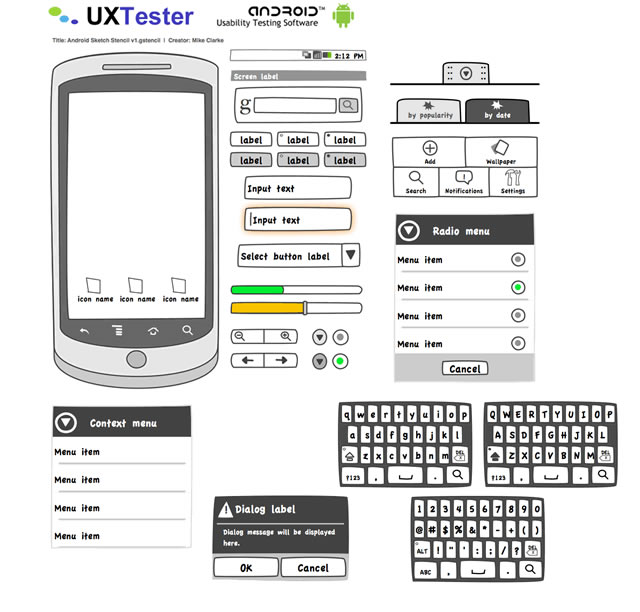 UXTester
ANDROID™
Usability Testing Software
Title: Android Sketch Stencil v1.gstencil | Creator: Mike Clarke
2:12 PM
Screen label
g
label label label
label label label
Input text
Input text
Select button label
icon name icon name icon name
by popularity by date
Add Wallpaper
Search Notifications Settings
Radio menu
Menu item
Menu item
Menu item
Menu item
Cancel
Context menu
Menu item
Menu item
Menu item
Menu item
Dialog label
Dialog message will be displayed
here.
OK Cancel
q w e r t y u i o p
a s d f g h j k l
z x c v b n m DEL
?123 , .
Q W E R T Y U I O P
A S D F G H J K L
Z X C V B N M DEL
?123 , .
1 2 3 4 5 6 7 8 9 0
@ # $ % & * - + ( )
ALT ! " ' : ; / ? DEL
ABC , .